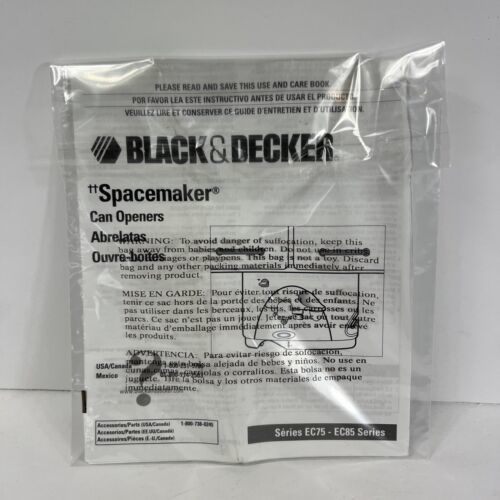 PLEASE READ AND SAVE THIS USE AND CARE BOOK
POR FAVOR LEA ESTE INSTRUCTIVO ANTES DE USAR EL PRODUCTO.
VEUILLEZ LIRE ET CONSERVER CE GUIDE D'ENTRETIEN ET D'UTILISATION.
BLACK&DECKER®
††Spacemaker®
Can Openers
Abrelatas
Ouvre-boîtes
WARNING: To avoid danger of suffocation, keep this
bag away from babies and children. Do not use in cribs,
carriages or playpens. This bag is not a toy. Discard
bag and any other packing materials immediately after
removing product.
MISE EN GARDE: Pour éviter tout risque de suffocation,
tenir ce sac hors de la portée des bébés et des enfants. Ne
pas utiliser dans les berceaux, les lits, les carrosses ou les
parcs. Ce sac n'est pas un jouet. Jeter ce sac ou tout autre
matériau d'emballage immédiatement après avoir enlevé
les produits.
ADVERTENCIA: Para evitar riesgo de sofocación,
mantenga esta bolsa alejada de bebés y niños. No use en
cunas, carriolas o corralitos. Esta bolsa no es un
juguete. Tire la bolsa y los otros materiales de empaque
inmediatamente.
USA/Canada
Mexico
?
www.
Accessories/Parts (USA/Canada) 1-800-738-0245
Accesorios/Partes (EE.UU/Canadá)
Accessoires/Pièces (É.-U./Canada)
Séries EC75 - EC85 Series